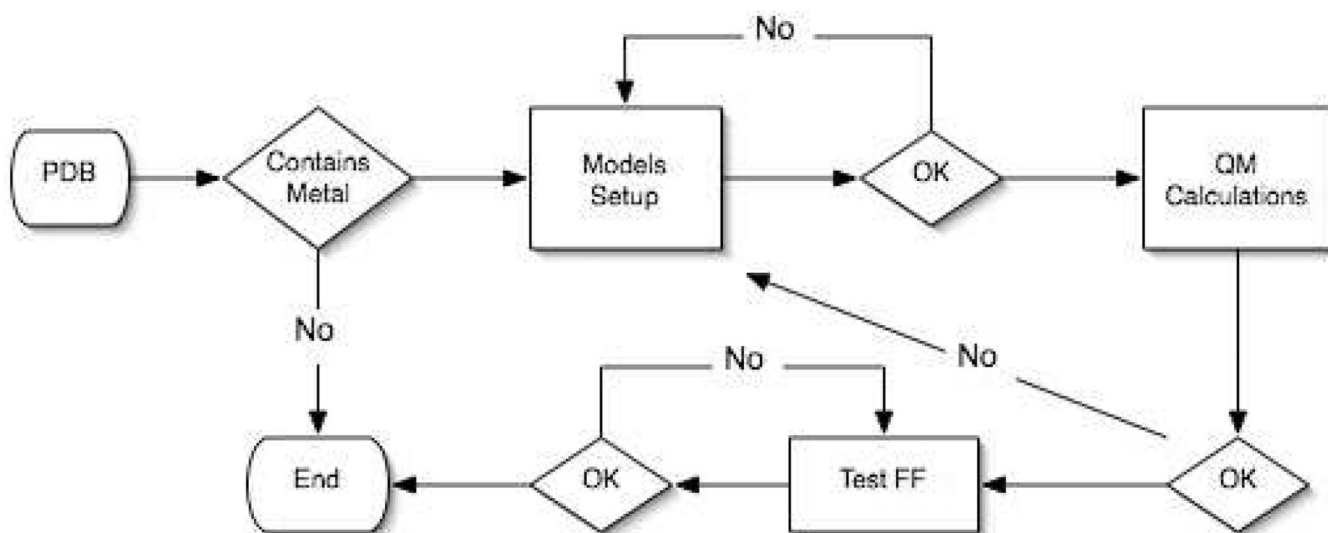 No
PDB
Contains
Metal
Models
Setup
OK
QM
Calculations
No
No
No
End
OK
Test FF
OK